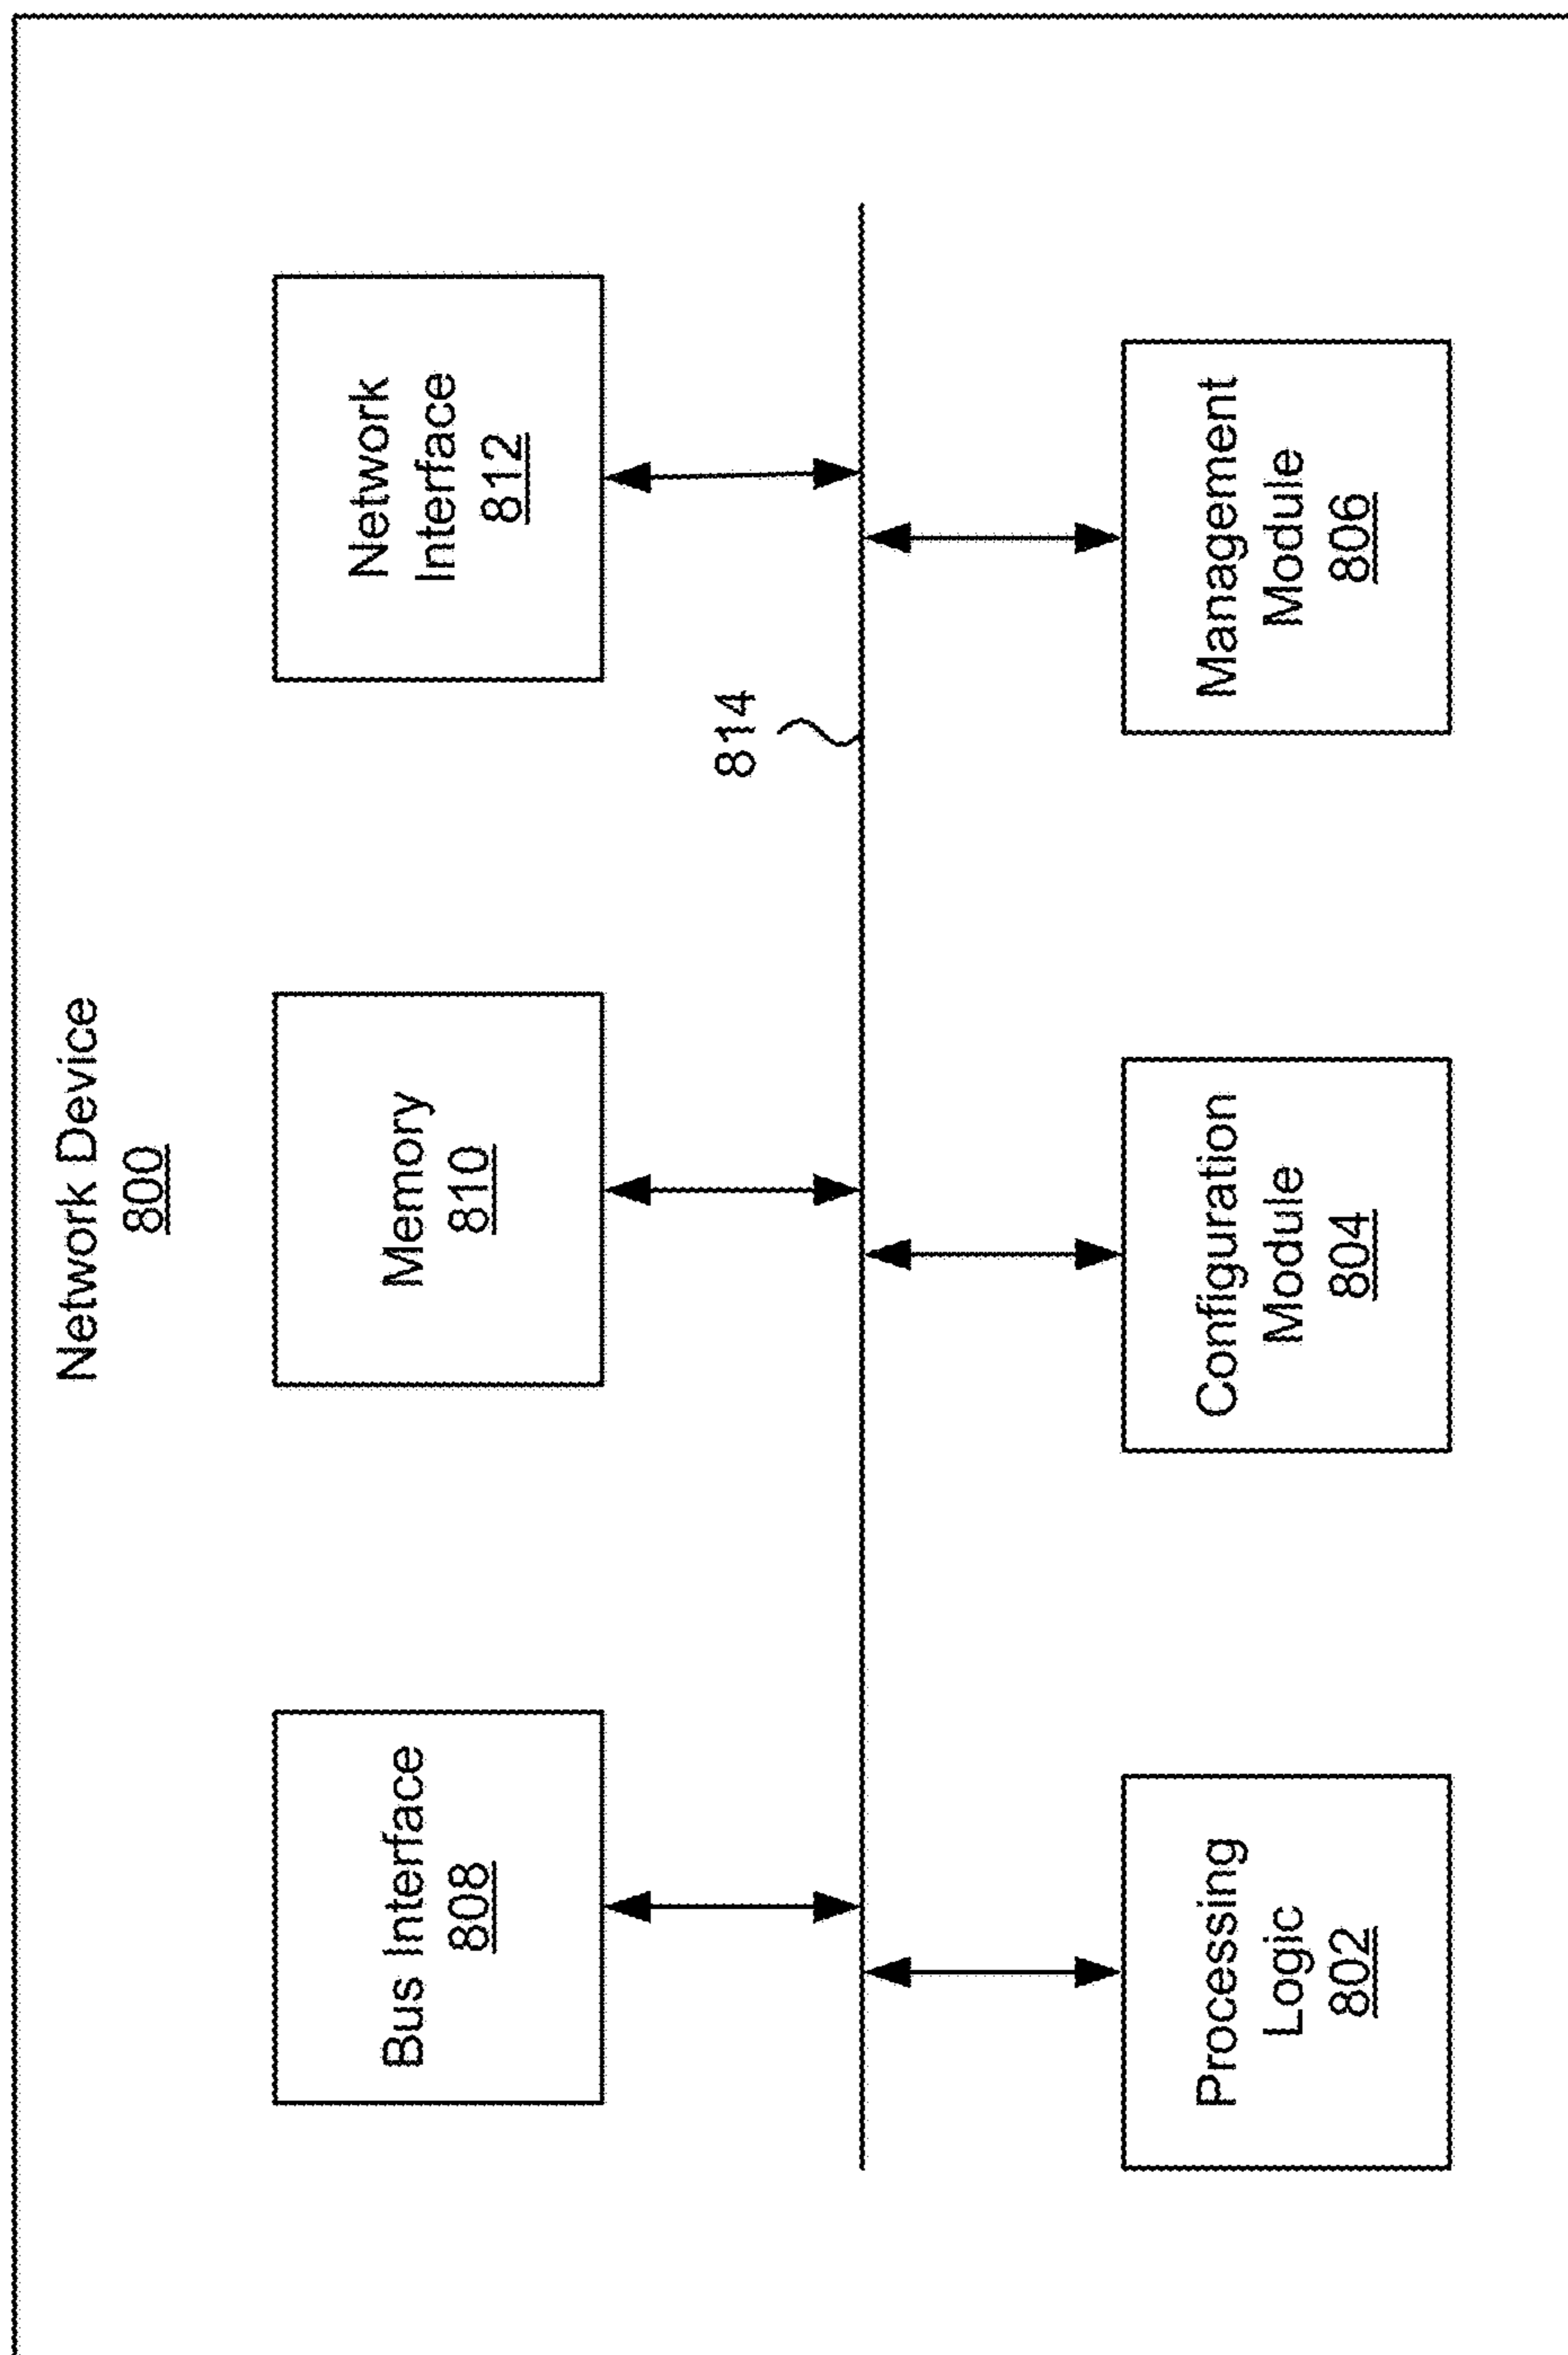 Network Device
800
Bus Interface
808
Memory
810
Network
Interface
812
814
Processing
Logic
802
Configuration
Module
804
Management
Module
806